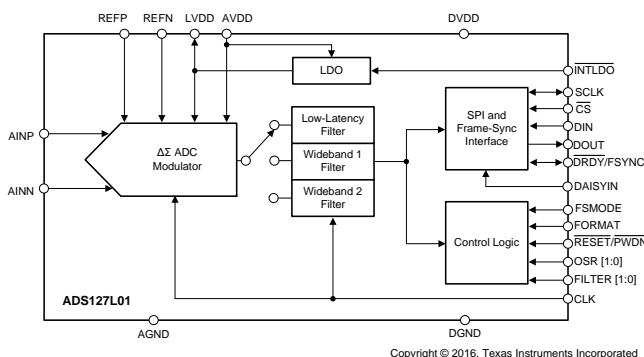 REFP REFN LVDD AVDD DVDD
LDO
INTLDO
SCLK
CS
DIN
DOUT
DRDY/FSYNC
DAISYIN
SPI and
Frame-Sync
Interface
AINP
AINN
ΔΣ ADC
Modulator
Low-Latency
Filter
Wideband 1
Filter
Wideband 2
Filter
Control Logic
FSMODE
FORMAT
RESET/PWDN
OSR [1:0]
FILTER [1:0]
CLK
ADS127L01
AGND DGND
Copyright © 2016, Texas Instruments Incorporated